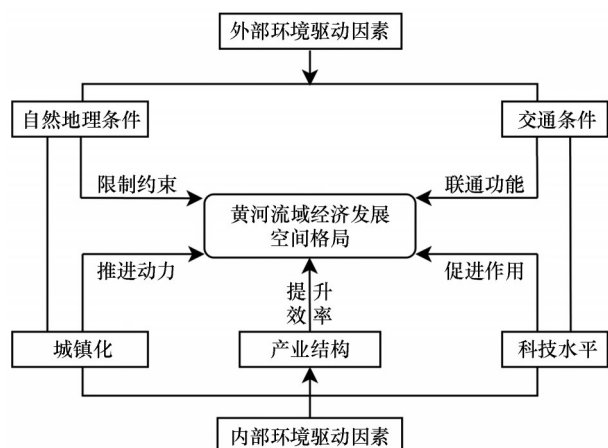 外部环境驱动因素
自然地理条件
交通条件
限制约束
联通功能
黄河流域经济发展
空间格局
推进动力
促进作用
提升
效率
城镇化
产业结构
科技水平
内部环境驱动因素